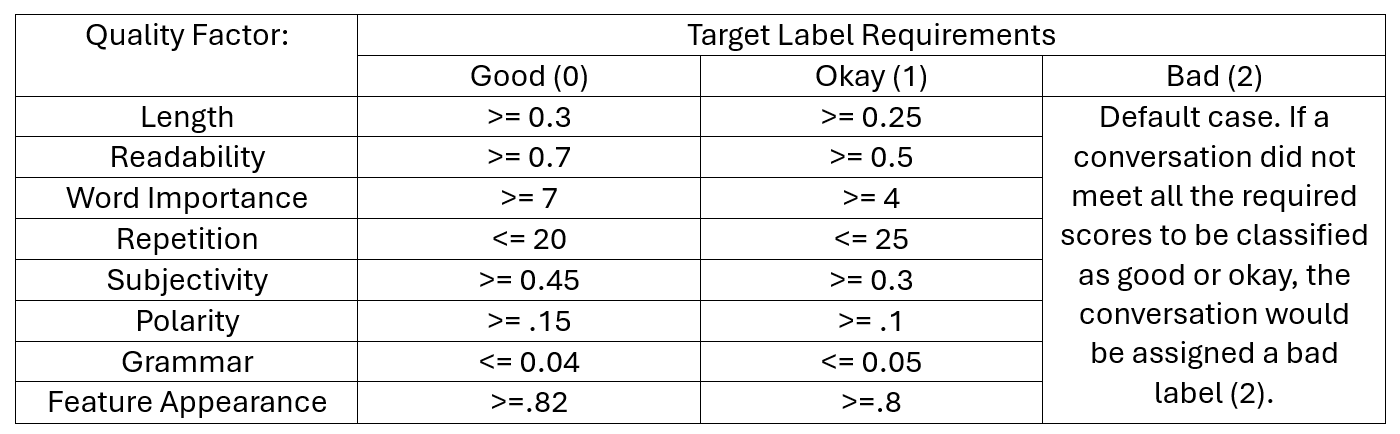 Quality Factor: Target Label Requirements
Good (0) Okay (1) Bad (2)
Length >= 0.3 >= 0.25 Default case. If a
Readability >= 0.7 >= 0.5 conversation did not
Word Importance >= 7 >= 4 meet all the required
Repetition <= 20 <= 25 scores to be classified
Subjectivity >= 0.45 >= 0.3 as good or okay, the
Polarity >= .15 >= .1 conversation would
Grammar <= 0.04 <= 0.05 be assigned a bad
Feature Appearance >=.82 >=.8 label (2).